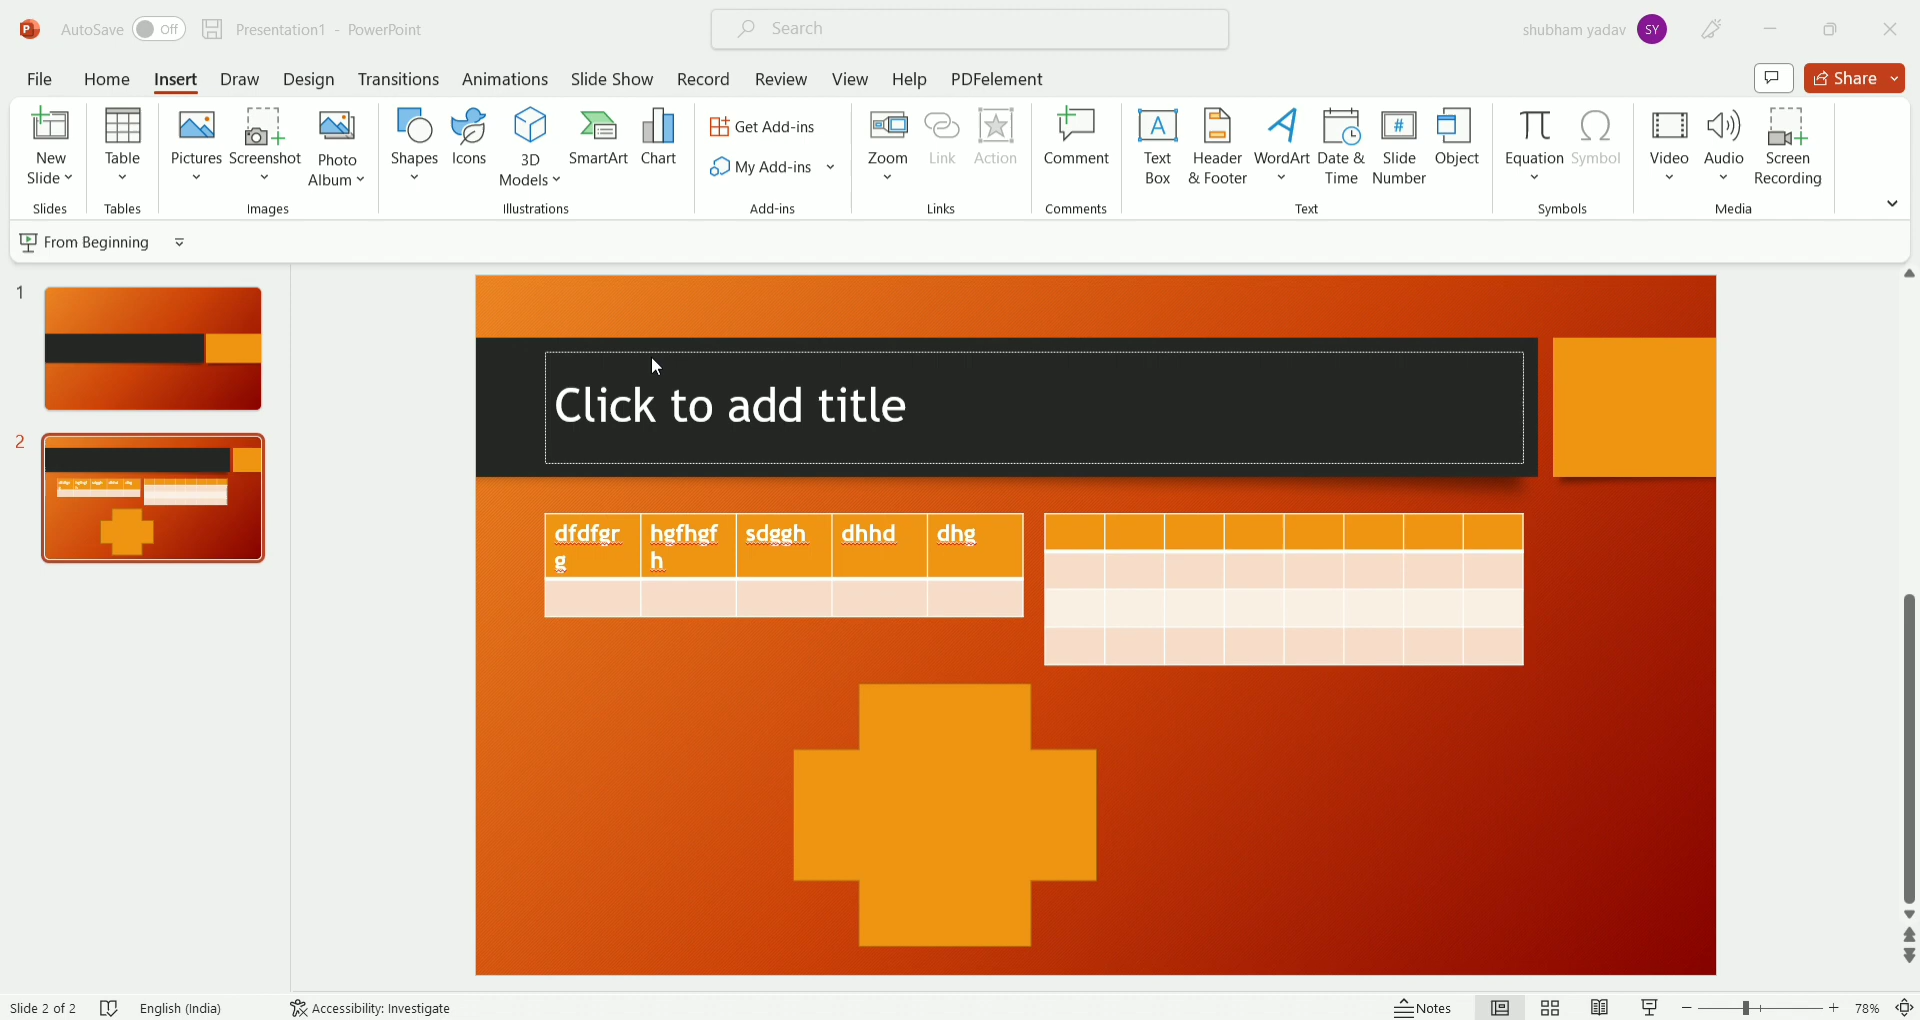 AutoSave Off Presentation1 - PowerPoint Search shubham yadav SY
File Home Insert Draw Design Transitions Animations Slide Show Record Review View Help PDFelement Share
New Slide Table Pictures Screenshot Photo Album Shapes Icons 3D Models SmartArt Chart
Get Add-ins
My Add-ins
Zoom Link Action Comment Text Box Header & Footer WordArt Date & Time Slide Number Object Equation Symbol Video Audio Screen Recording
Slides Tables Images Illustrations Add-ins Links Comments Text Symbols Media
From Beginning
1
2
Click to add title
dfdfgr hgfhgf sdggh dhhd dhg
g h
Slide 2 of 2 English (India) Accessibility: Investigate Notes 78%